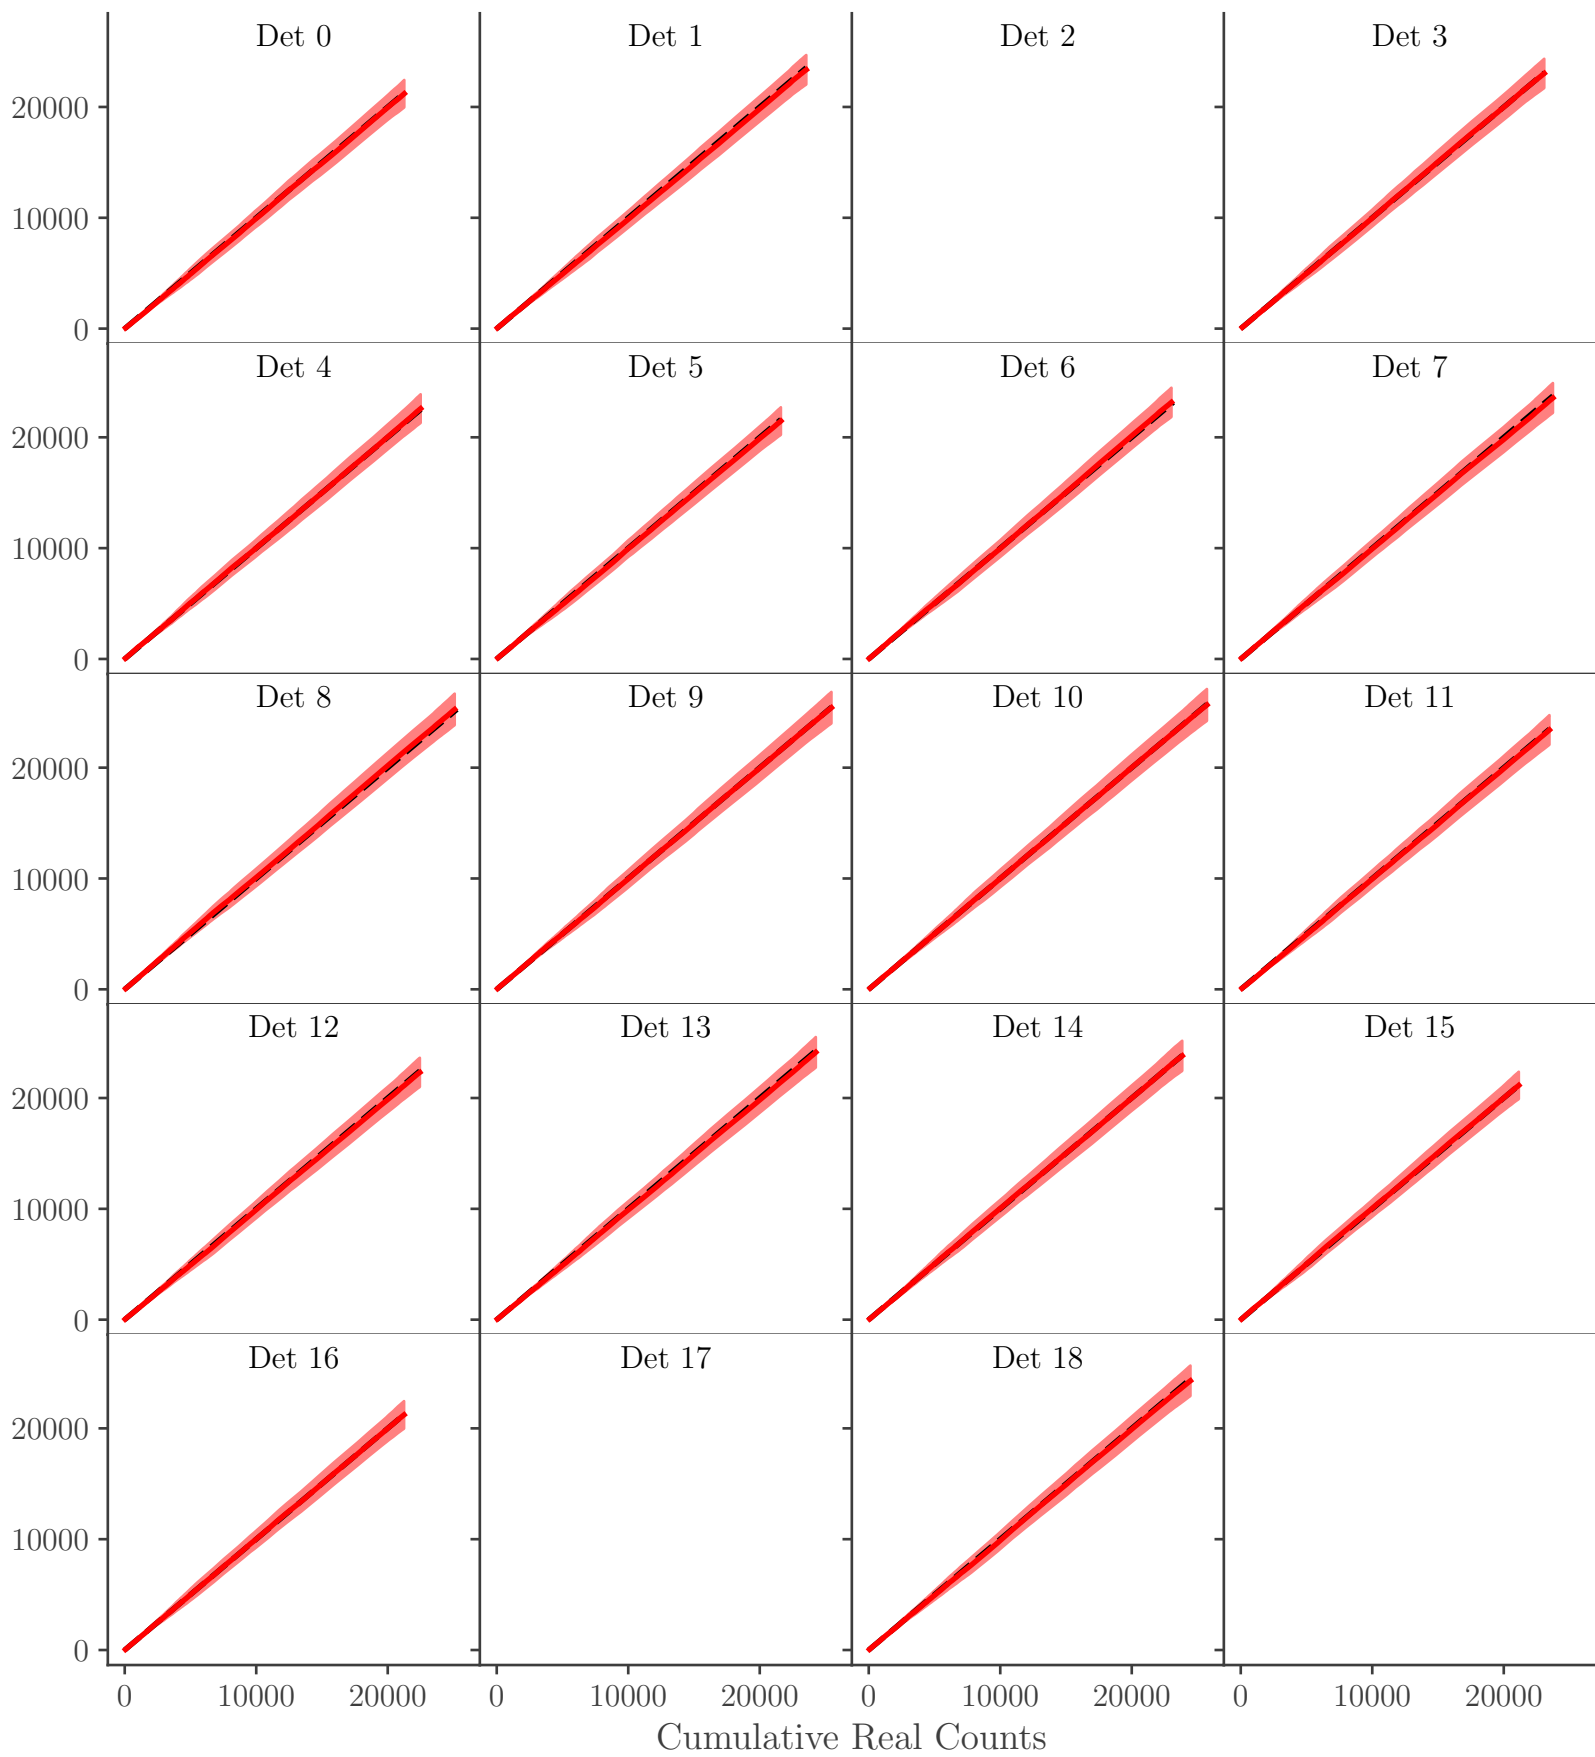 Det 0 Det 1 Det 2 Det 3
20000
10000
0
Det 4 Det 5 Det 6 Det 7
20000
10000
0
Det 8 Det 9 Det 10 Det 11
20000
10000
0
Det 12 Det 13 Det 14 Det 15
20000
10000
0
Det 16 Det 17 Det 18
20000
10000
0
0 10000 20000 0 10000 20000 0 10000 20000 0 10000 20000
Cumulative Real Counts